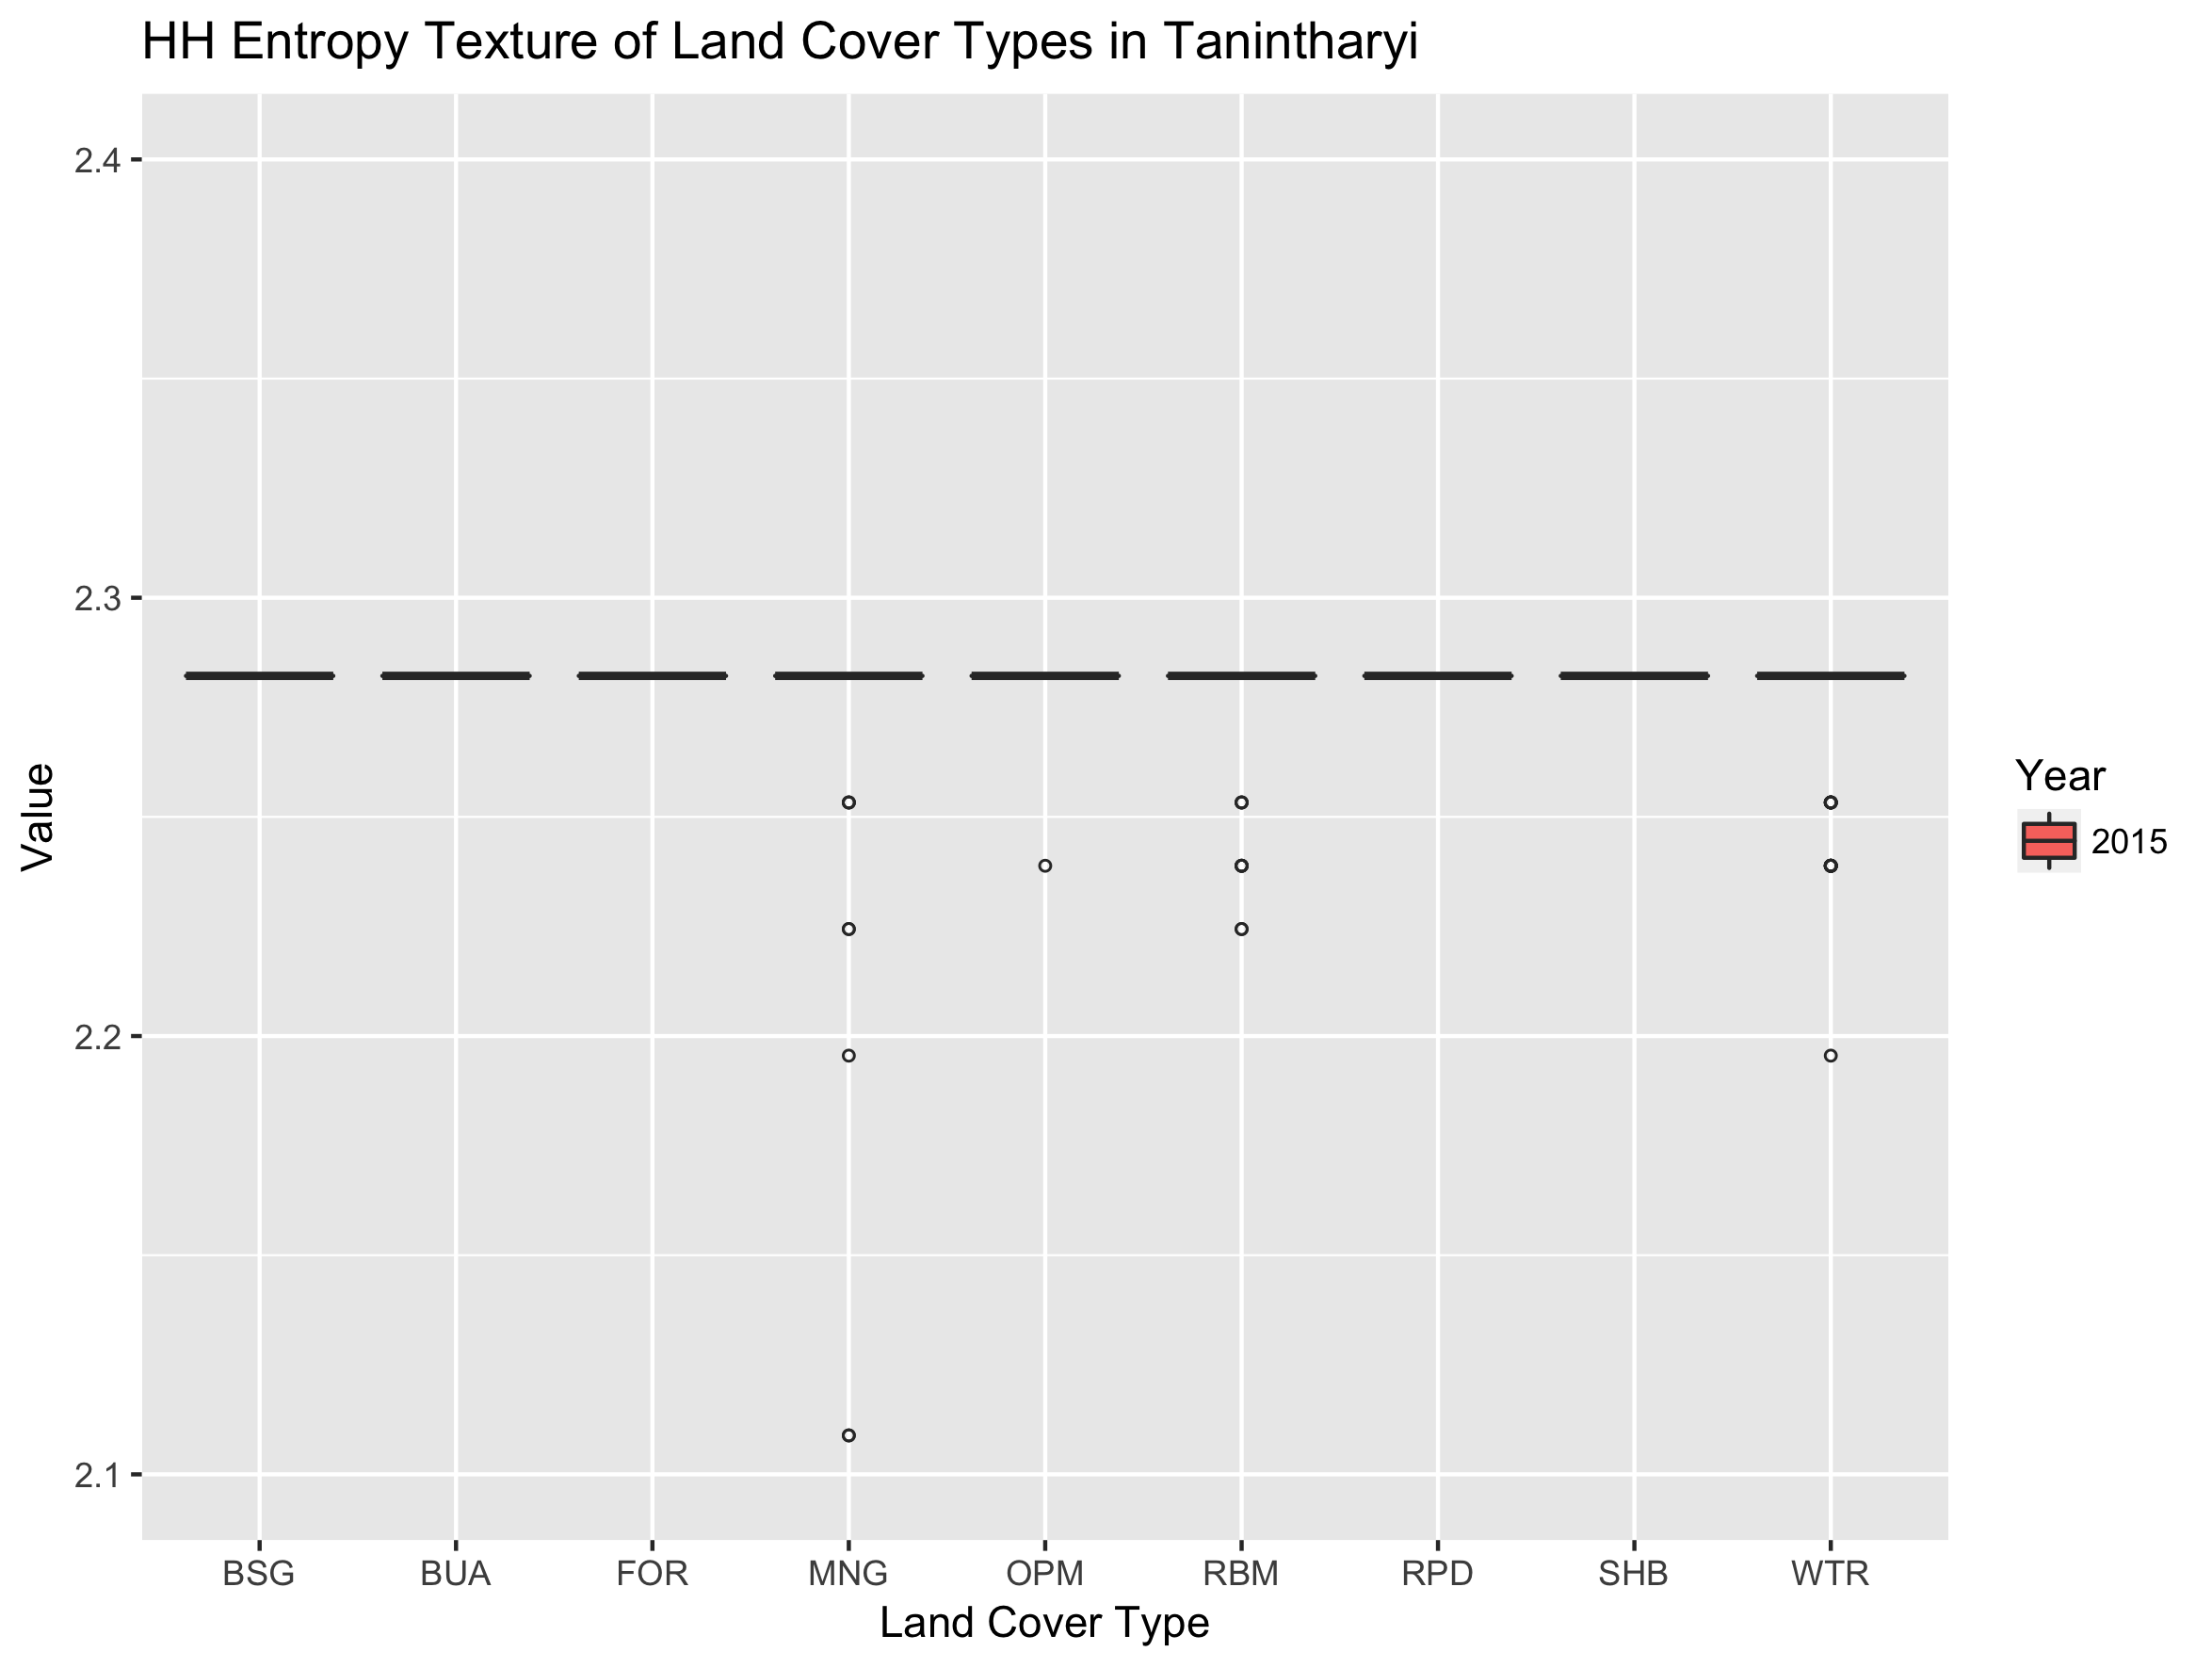 HH Entropy Texture of Land Cover Types in Tanintharyi
2.4
2.3
2.2
2.1
Value
BSG BUA FOR MNG OPM RBM RPD SHB WTR
Land Cover Type
Year
2015